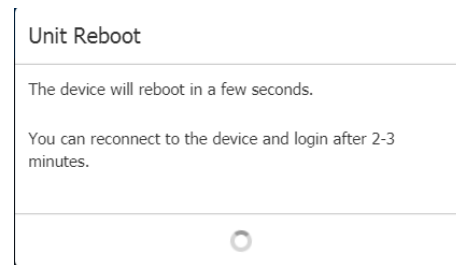 Unit Reboot
The device will reboot in a few seconds.
You can reconnect to the device and login after 2-3
minutes.